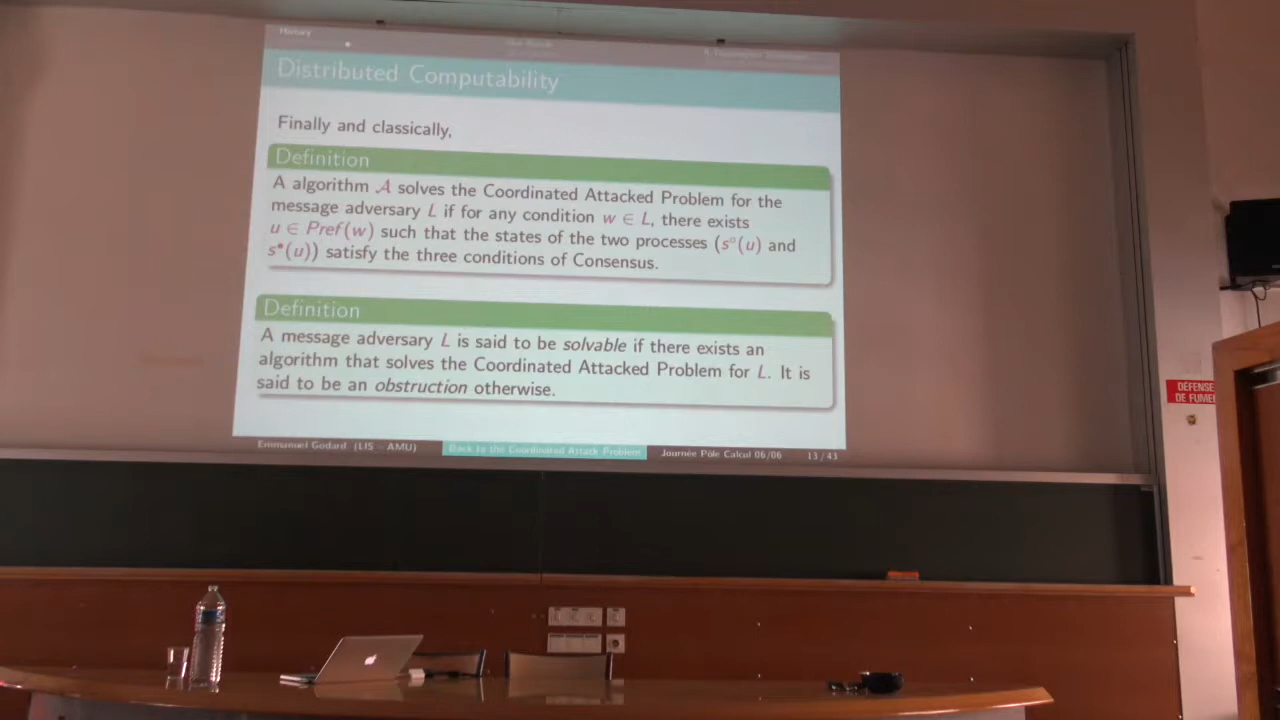 History
Distributed Computability
Finally and classically,
Definition
A algorithm 𝒜 solves the Coordinated Attacked Problem for the
message adversary L if for any condition w ∈ L, there exists
u ∈ Pref(w) such that the states of the two processes (s°(u) and
s•(u)) satisfy the three conditions of Consensus.
Definition
A message adversary L is said to be solvable if there exists an
algorithm that solves the Coordinated Attacked Problem for L. It is
said to be an obstruction otherwise.
Emmanuel Godard (LIS - AMU) Back to the Coordinated Attack Problem Journée Pôle Calcul 06/06 13 / 43
DÉFENSE
DE FUMER